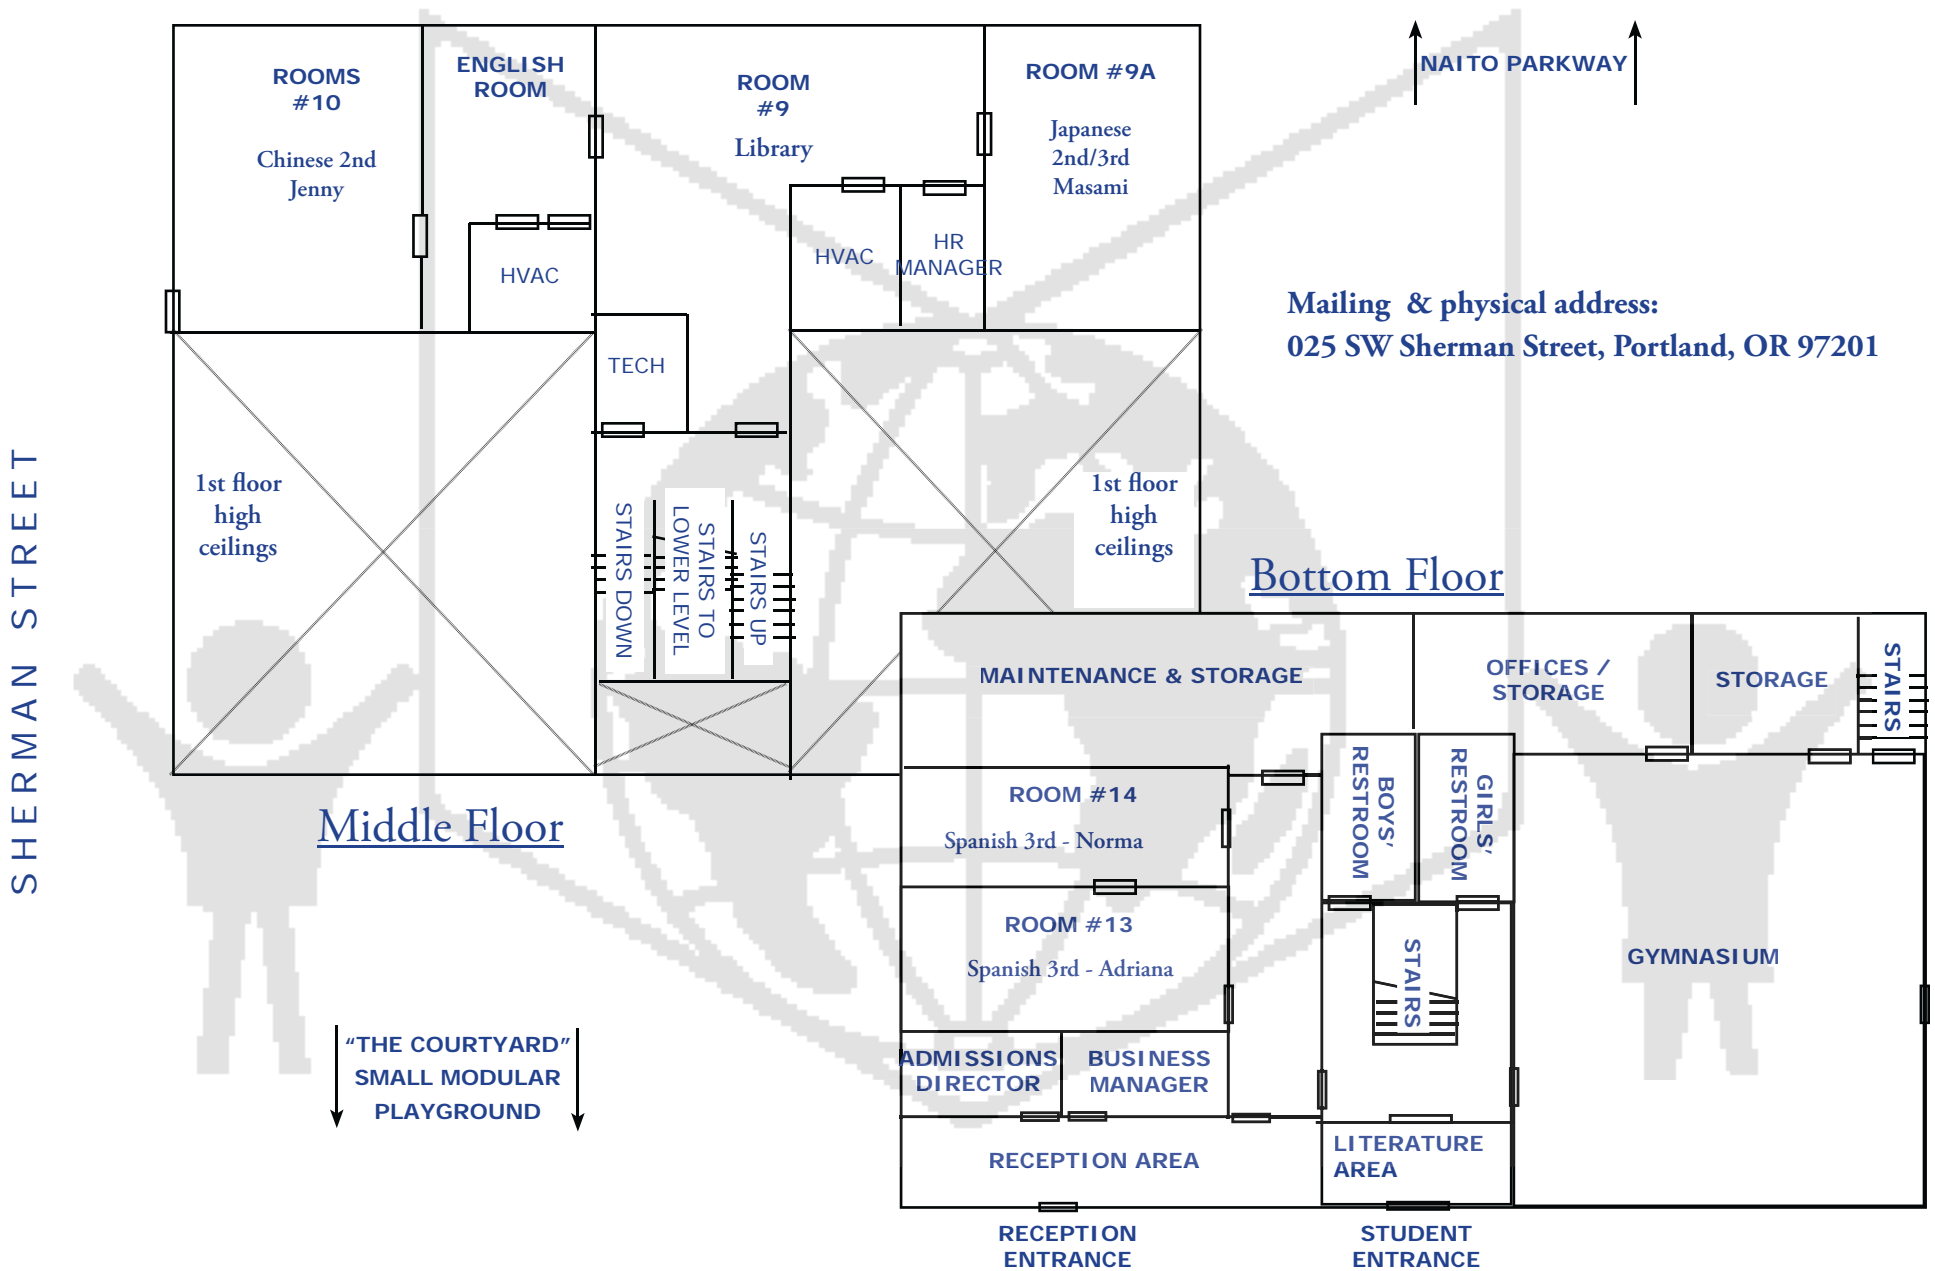 ROOMS
#10
Chinese 2nd
Jenny
ENGLISH
ROOM
HVAC
ROOM
#9
Library
HVAC
HR
MANAGER
ROOM #9A
Japanese
2nd/3rd
Masami
NAITO PARKWAY
Mailing & physical address:
025 SW Sherman Street, Portland, OR 97201
TECH
1st floor
high
ceilings
STAIRS DOWN
STAIRS TO
LOWER LEVEL
STAIRS UP
1st floor
high
ceilings
SHERMAN STREET
Middle Floor
"THE COURTYARD"
SMALL MODULAR
PLAYGROUND
Bottom Floor
MAINTENANCE & STORAGE
OFFICES /
STORAGE
STORAGE
STAIRS
ROOM #14
Spanish 3rd - Norma
BOYS'
RESTROOM
GIRLS'
RESTROOM
ROOM #13
Spanish 3rd - Adriana
STAIRS
GYMNASIUM
ADMISSIONS
DIRECTOR
BUSINESS
MANAGER
RECEPTION AREA
LITERATURE
AREA
RECEPTION
ENTRANCE
STUDENT
ENTRANCE